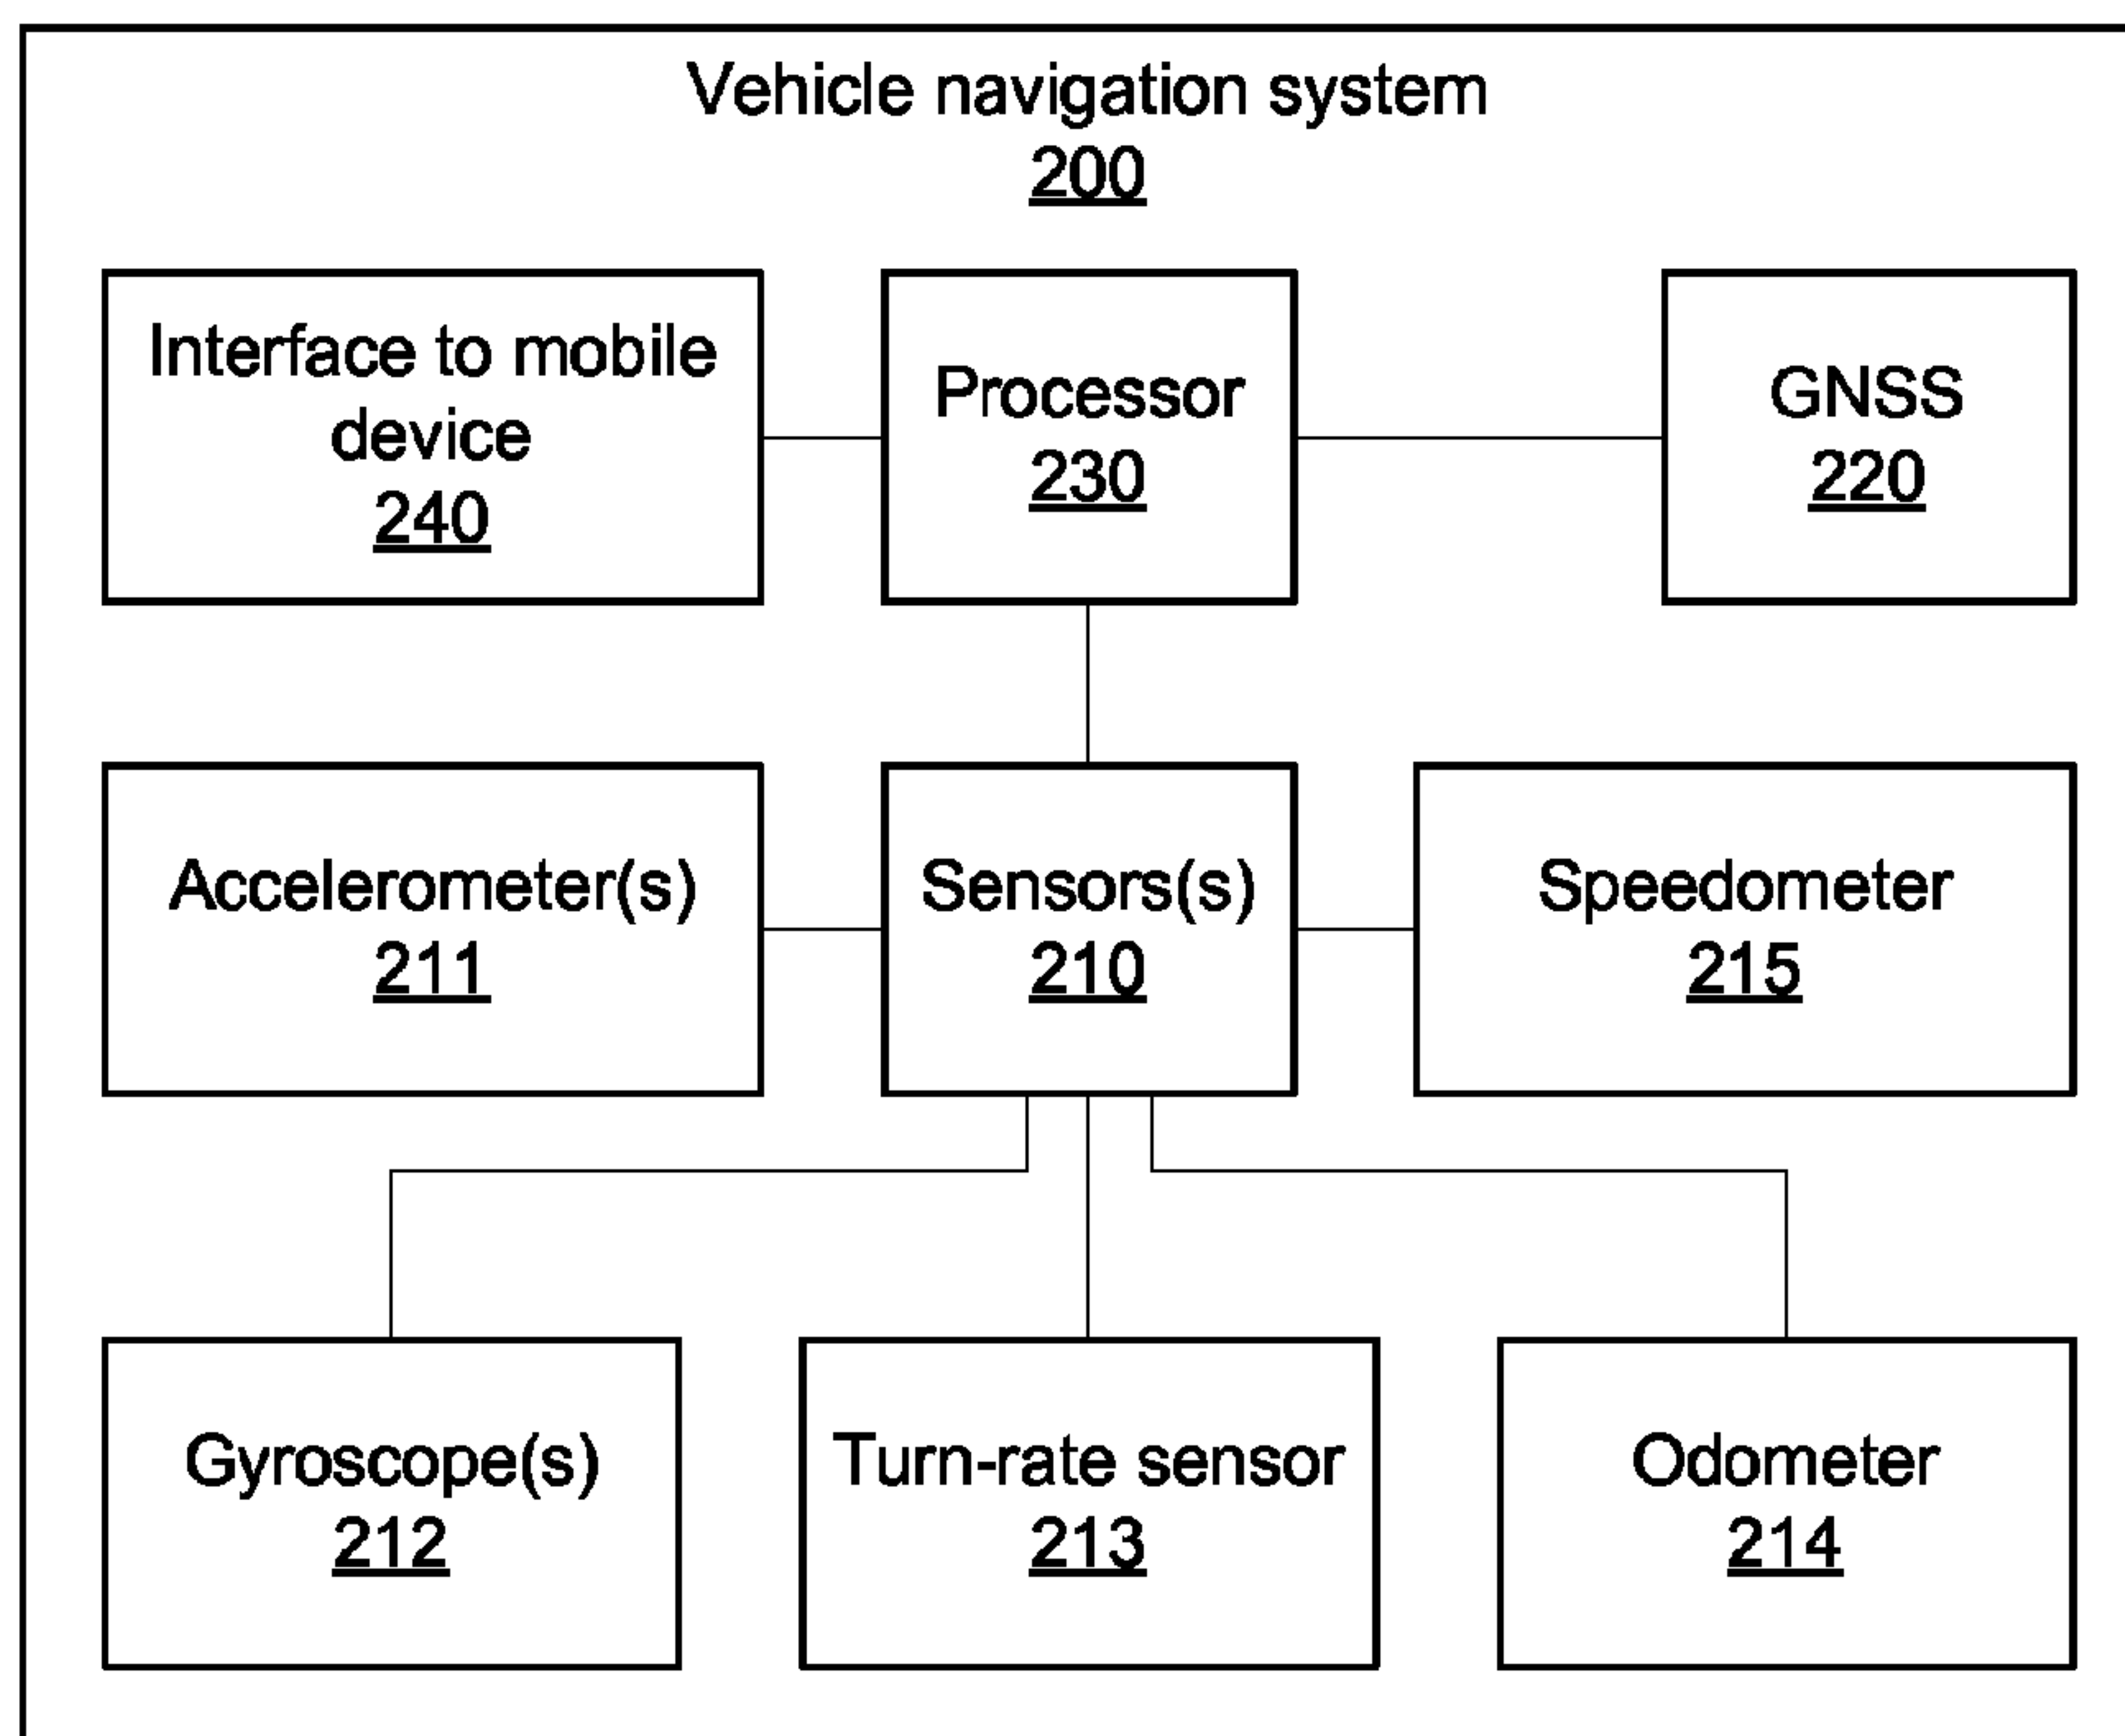 Vehicle navigation system
200
Interface to mobile
device
240
Processor
230
GNSS
220
Accelerometer(s)
211
Sensors(s)
210
Speedometer
215
Gyroscope(s)
212
Turn-rate sensor
213
Odometer
214